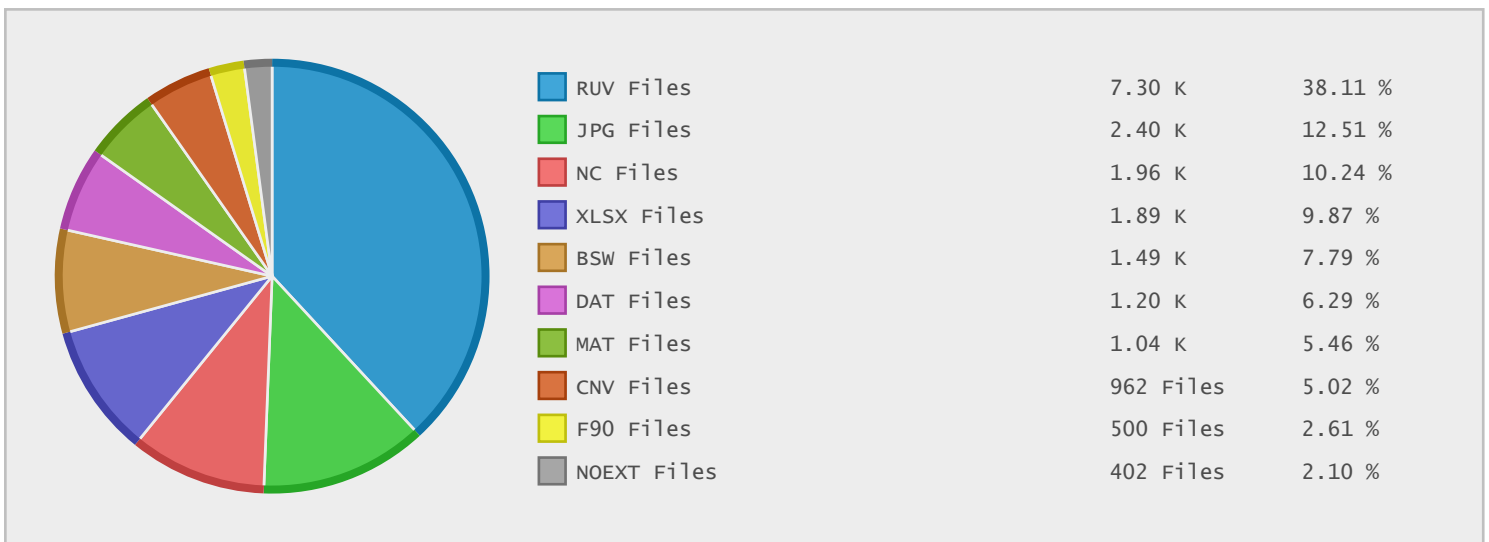 RUV Files 7.30 K 38.11 %
JPG Files 2.40 K 12.51 %
NC Files 1.96 K 10.24 %
XLSX Files 1.89 K 9.87 %
BSW Files 1.49 K 7.79 %
DAT Files 1.20 K 6.29 %
MAT Files 1.04 K 5.46 %
CNV Files 962 Files 5.02 %
F90 Files 500 Files 2.61 %
NOEXT Files 402 Files 2.10 %